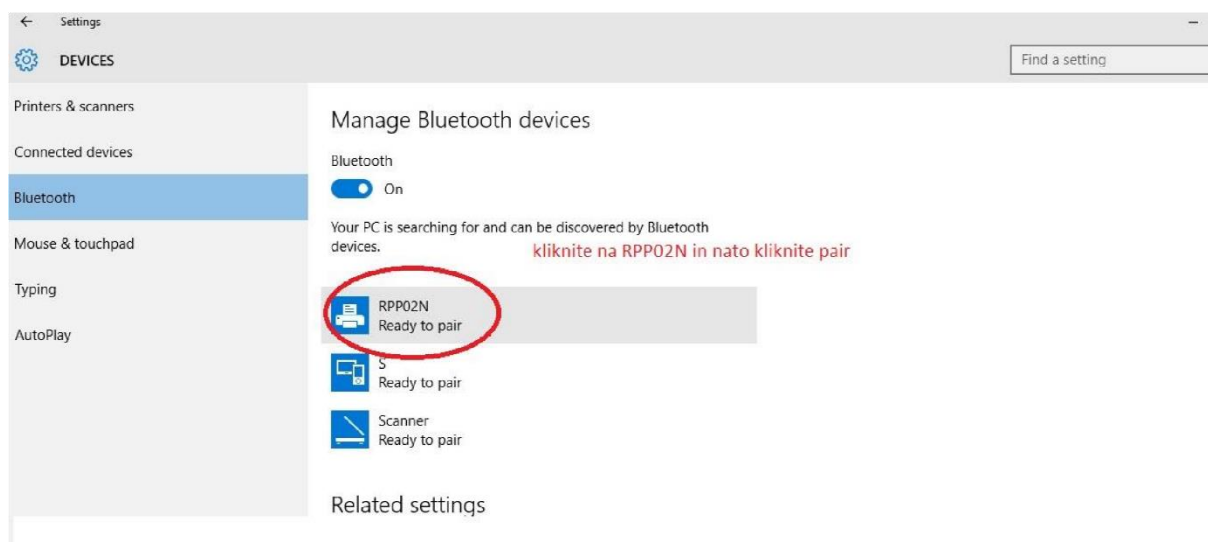 ← Settings
DEVICES
Find a setting
Printers & scanners
Connected devices
Bluetooth
Mouse & touchpad
Typing
AutoPlay
Manage Bluetooth devices
Bluetooth
On
Your PC is searching for and can be discovered by Bluetooth
devices.
kliknite na RPP02N in nato kliknite pair
RPP02N
Ready to pair
S
Ready to pair
Scanner
Ready to pair
Related settings